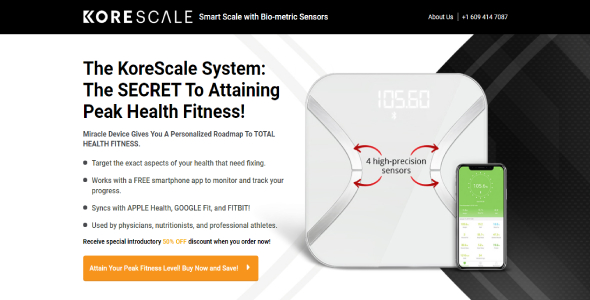 KORESCALE Smart Scale with Bio-metric Sensors
About Us | +1 609 414 7087
The KoreScale System:
The SECRET To Attaining
Peak Health Fitness!
Miracle Device Gives You A Personalized Roadmap To TOTAL
HEALTH FITNESS.
Target the exact aspects of your health that need fixing.
Works with a FREE smartphone app to monitor and track your
progress.
Syncs with APPLE Health, GOOGLE Fit, and FITBIT!
Used by physicians, nutritionists, and professional athletes.
Receive special introductory 50% OFF discount when you order now!
Attain Your Peak Fitness Level! Buy Now and Save!
105.60
4 high-precision
sensors